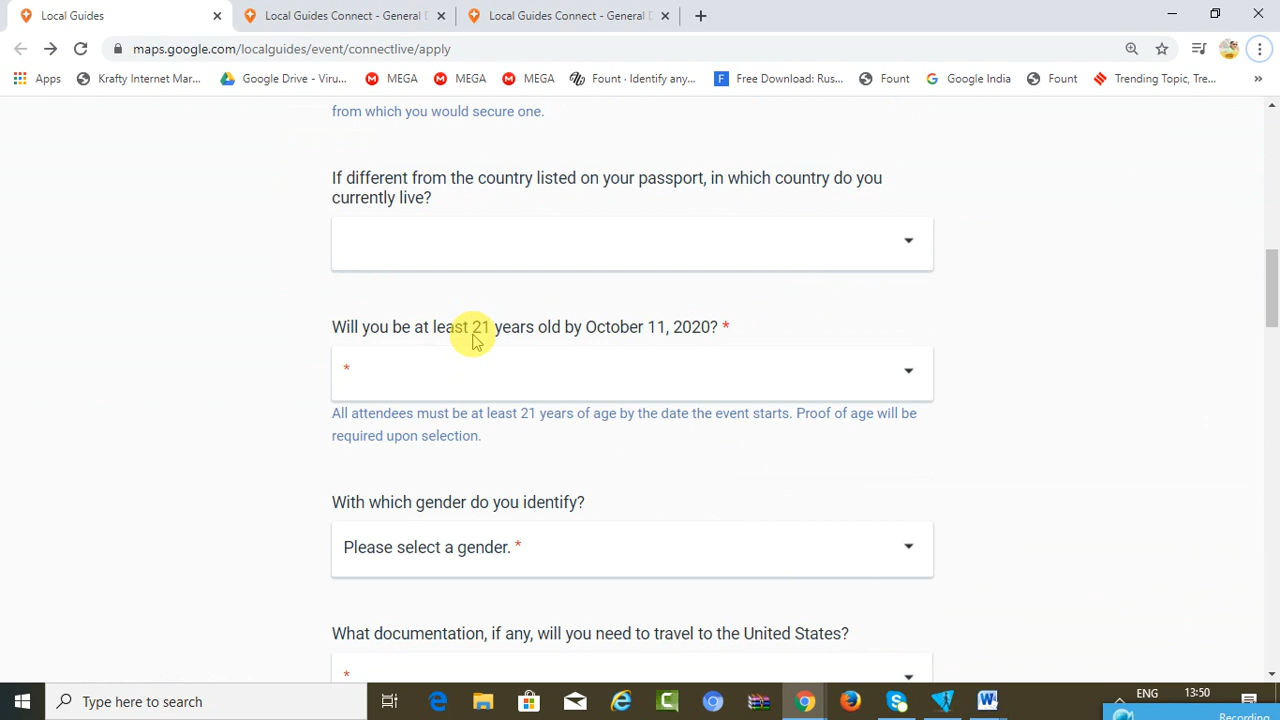 Local Guides
Local Guides Connect - General D
Local Guides Connect - General D
maps.google.com/localguides/event/connectlive/apply
Apps
Krafty Internet Mar...
Google Drive - Viru...
MEGA
MEGA
MEGA
Fount · Identify any...
Free Download: Rus...
Fount
Google India
Fount
Trending Topic, Tre...
»
from which you would secure one.
If different from the country listed on your passport, in which country do you
currently live?
Will you be at least 21 years old by October 11, 2020? *
*
All attendees must be at least 21 years of age by the date the event starts. Proof of age will be
required upon selection.
With which gender do you identify?
Please select a gender. *
What documentation, if any, will you need to travel to the United States?
*
Type here to search
ENG
13:50
Recording